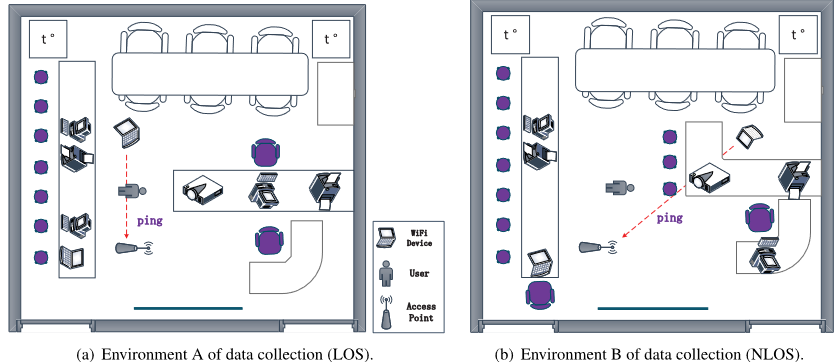 t°
t°
ping
WiFi
Device
User
Access
Point
(a) Environment A of data collection (LOS).
t°
t°
ping
(b) Environment B of data collection (NLOS).